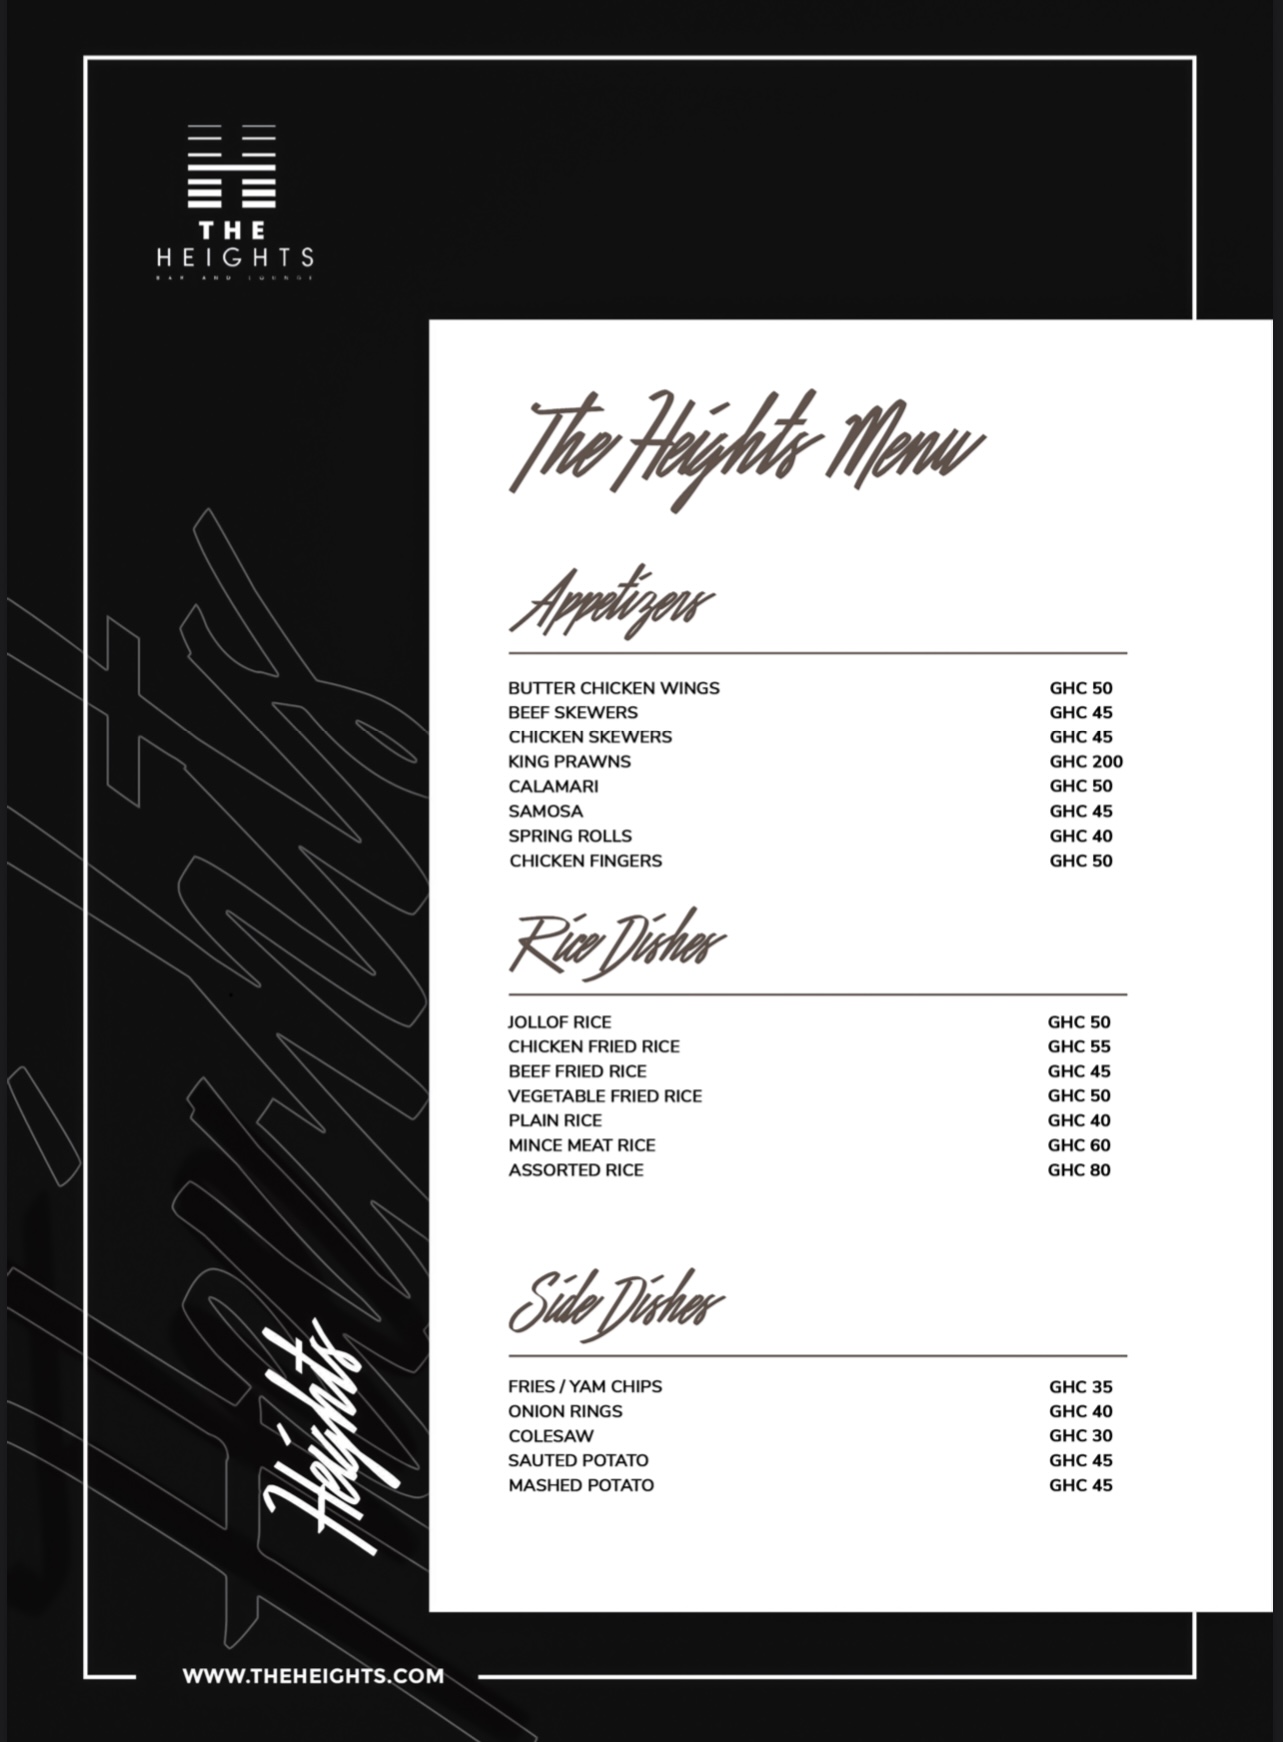 THE
HEIGHTS
BAR AND LOUNGE
The Heights Menu
Appetizers
BUTTER CHICKEN WINGS GHC 50
BEEF SKEWERS GHC 45
CHICKEN SKEWERS GHC 45
KING PRAWNS GHC 200
CALAMARI GHC 50
SAMOSA GHC 45
SPRING ROLLS GHC 40
CHICKEN FINGERS GHC 50
Rice Dishes
JOLLOF RICE GHC 50
CHICKEN FRIED RICE GHC 55
BEEF FRIED RICE GHC 45
VEGETABLE FRIED RICE GHC 50
PLAIN RICE GHC 40
MINCE MEAT RICE GHC 60
ASSORTED RICE GHC 80
Side Dishes
FRIES / YAM CHIPS GHC 35
ONION RINGS GHC 40
COLESAW GHC 30
SAUTED POTATO GHC 45
MASHED POTATO GHC 45
Heights
Heights
WWW.THEHEIGHTS.COM